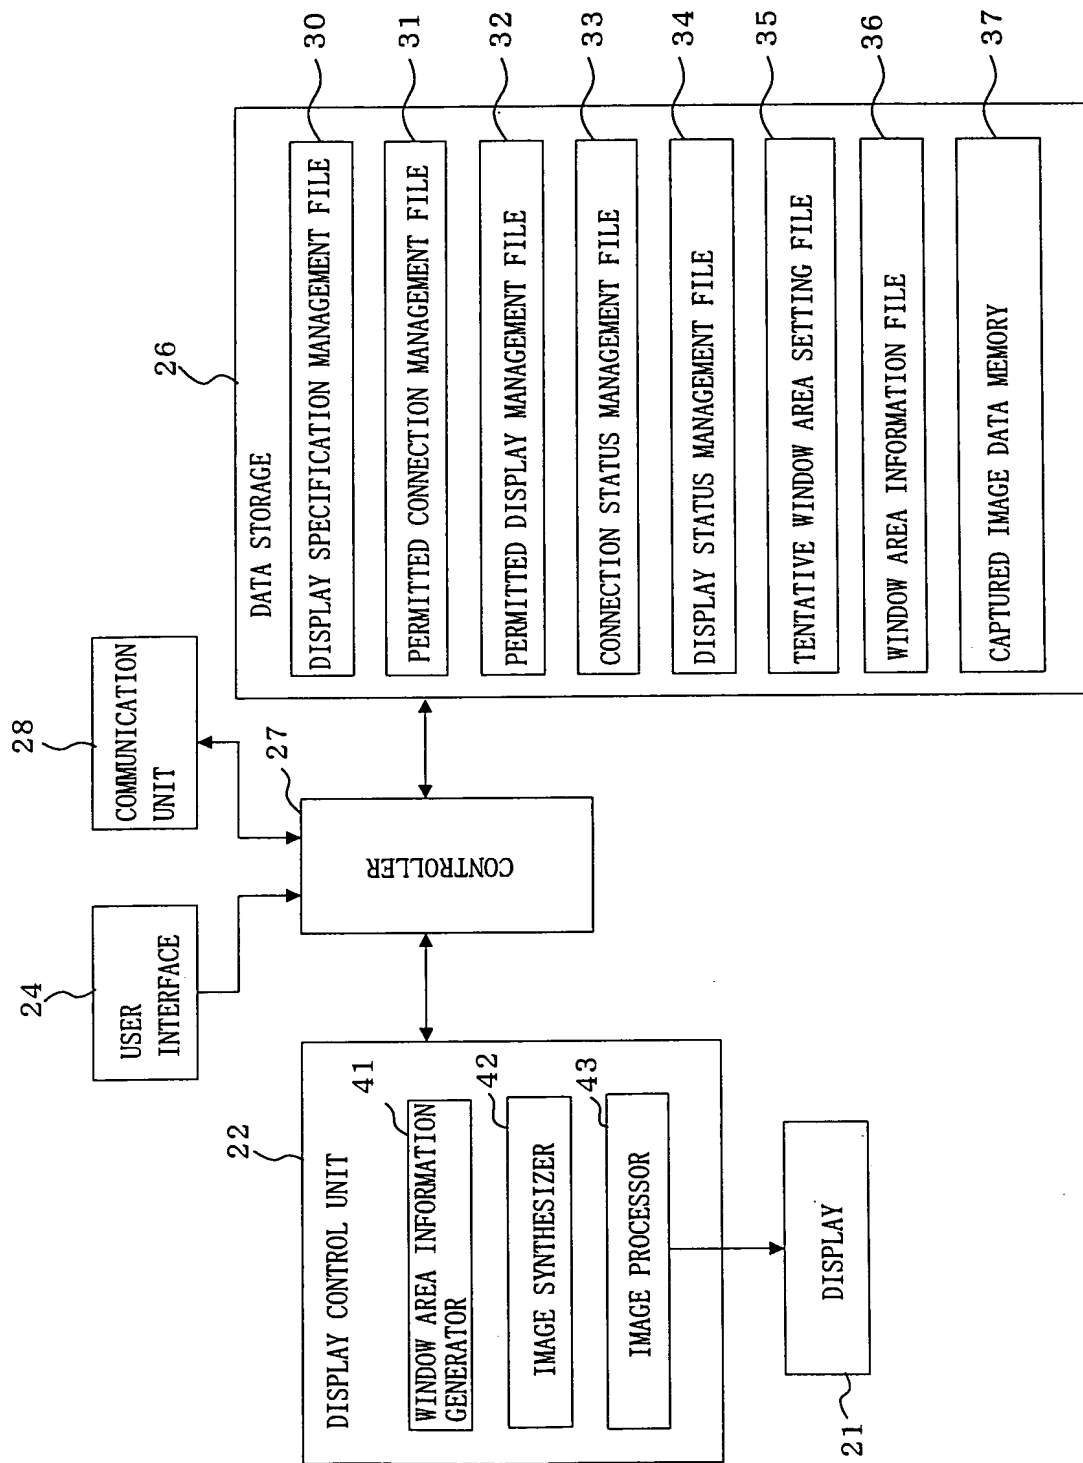 26
DATA STORAGE
DISPLAY SPECIFICATION MANAGEMENT FILE
30
PERMITTED CONNECTION MANAGEMENT FILE
31
PERMITTED DISPLAY MANAGEMENT FILE
32
CONNECTION STATUS MANAGEMENT FILE
33
DISPLAY STATUS MANAGEMENT FILE
34
TENTATIVE WINDOW AREA SETTING FILE
35
WINDOW AREA INFORMATION FILE
36
CAPTURED IMAGE DATA MEMORY
37
28
COMMUNICATION
UNIT
24
USER
INTERFACE
27
CONTROLLER
22
DISPLAY CONTROL UNIT
41
WINDOW AREA INFORMATION
GENERATOR
42
IMAGE SYNTHESIZER
43
IMAGE PROCESSOR
DISPLAY
21